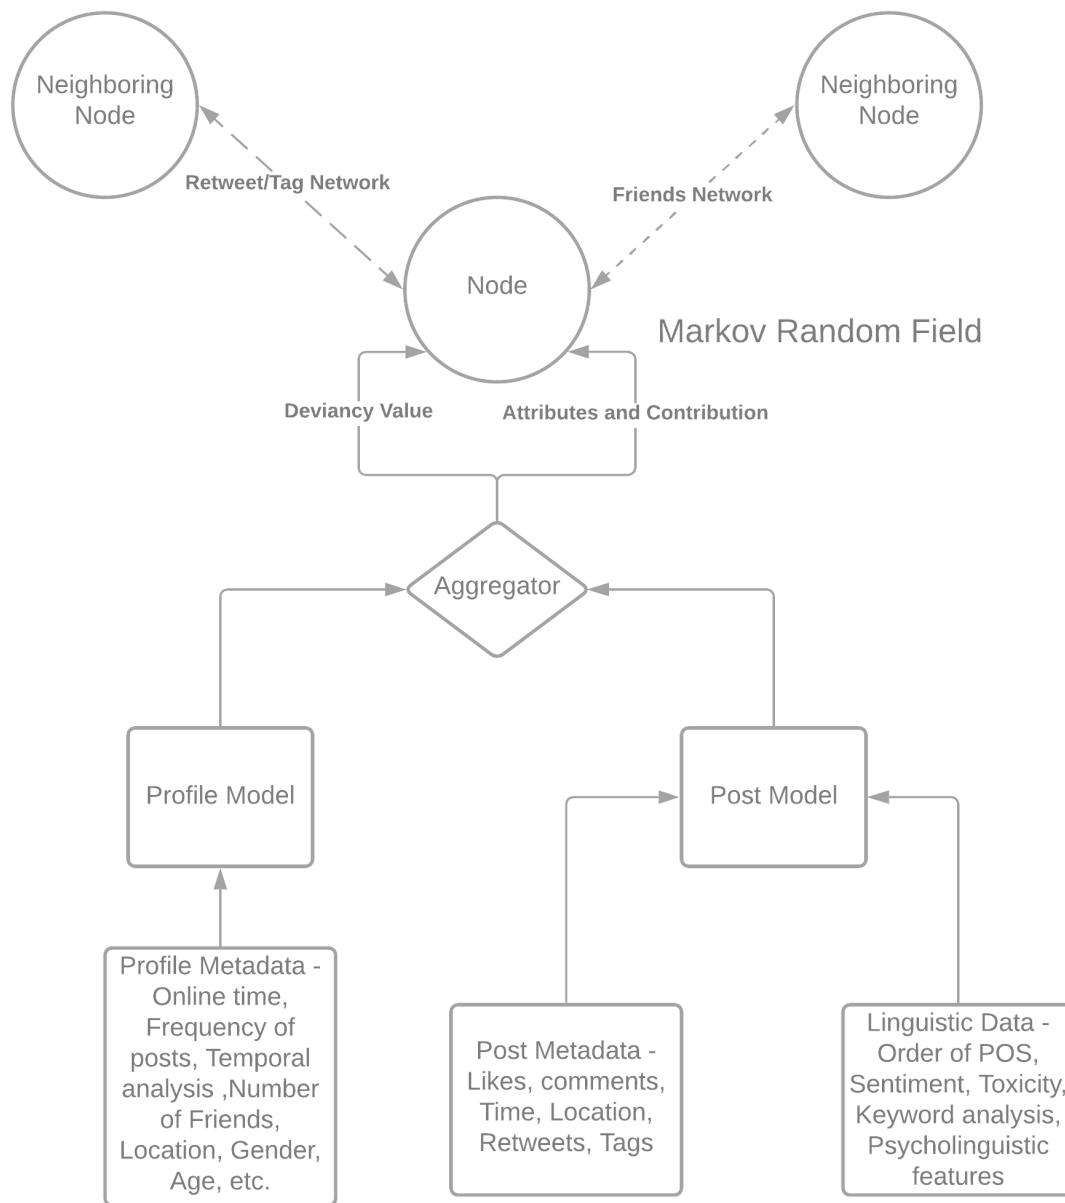 Neighboring
Node
Neighboring
Node
Retweet/Tag Network
Friends Network
Node
Markov Random Field
Deviancy Value
Attributes and Contribution
Aggregator
Profile Model
Post Model
Profile Metadata -
Online time,
Frequency of
posts, Temporal
analysis ,Number
of Friends,
Location, Gender,
Age, etc.
Post Metadata -
Likes, comments,
Time, Location,
Retweets, Tags
Linguistic Data -
Order of POS,
Sentiment, Toxicity,
Keyword analysis,
Psycholinguistic
features